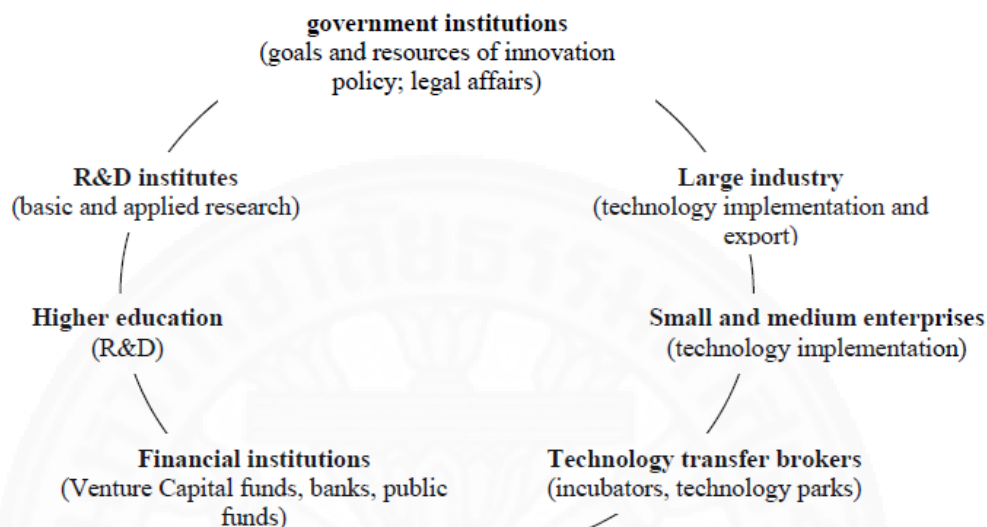 government institutions
(goals and resources of innovation
policy; legal affairs)
R&D institutes
(basic and applied research)
Large industry
(technology implementation and
export)
Higher education
(R&D)
Small and medium enterprises
(technology implementation)
Financial institutions
(Venture Capital funds, banks, public
funds)
Technology transfer brokers
(incubators, technology parks)